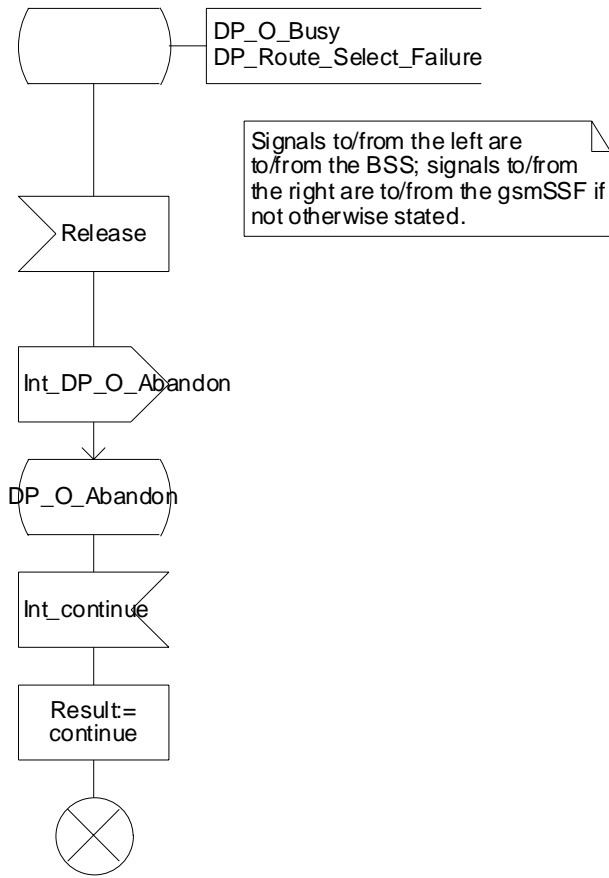 DP_O_Busy
DP_Route_Select_Failure
Signals to/from the left are
to/from the BSS; signals to/from
the right are to/from the gsmSSF if
not otherwise stated.
Release
Int_DP_O_Abandon
DP_O_Abandon
Int_continue
Result:=
continue